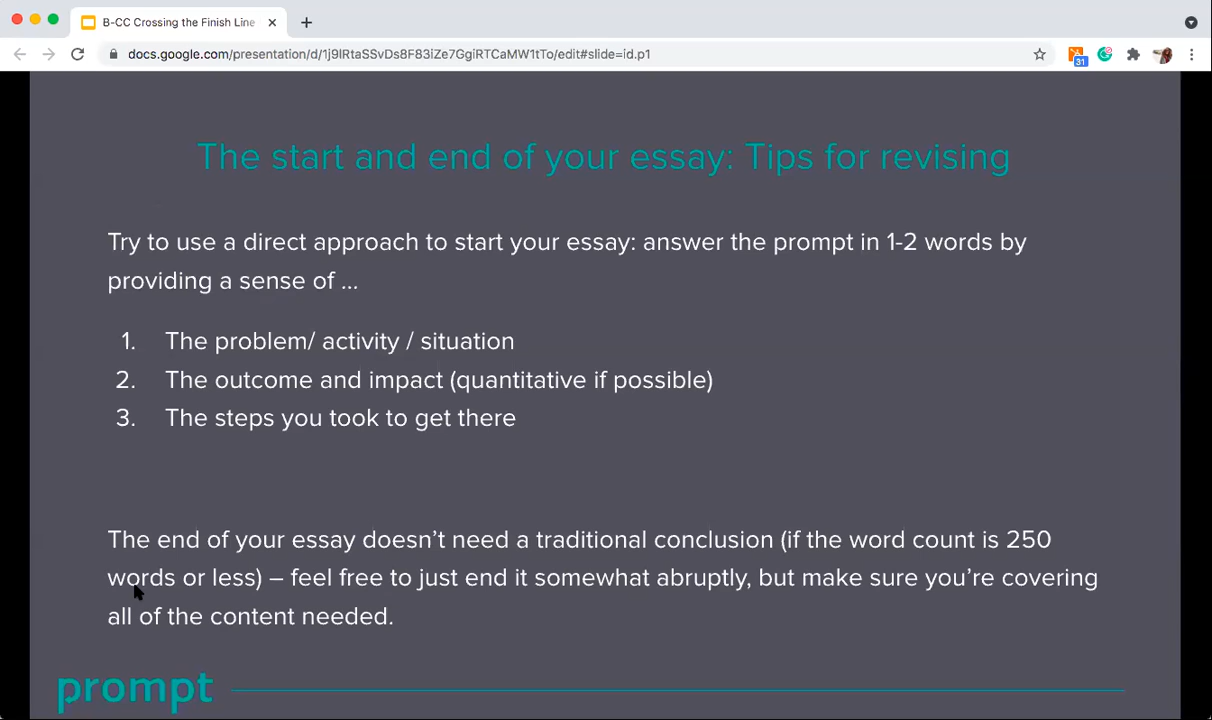 B-CC Crossing the Finish Line
docs.google.com/presentation/d/1j9IRtaSSvDs8F83iZe7GgiRTCaMW1tTo/edit#slide=id.p1
31
The start and end of your essay: Tips for revising
Try to use a direct approach to start your essay: answer the prompt in 1-2 words by
providing a sense of ...
1. The problem/ activity / situation
2. The outcome and impact (quantitative if possible)
3. The steps you took to get there
The end of your essay doesn't need a traditional conclusion (if the word count is 250
words or less) – feel free to just end it somewhat abruptly, but make sure you're covering
all of the content needed.
prompt